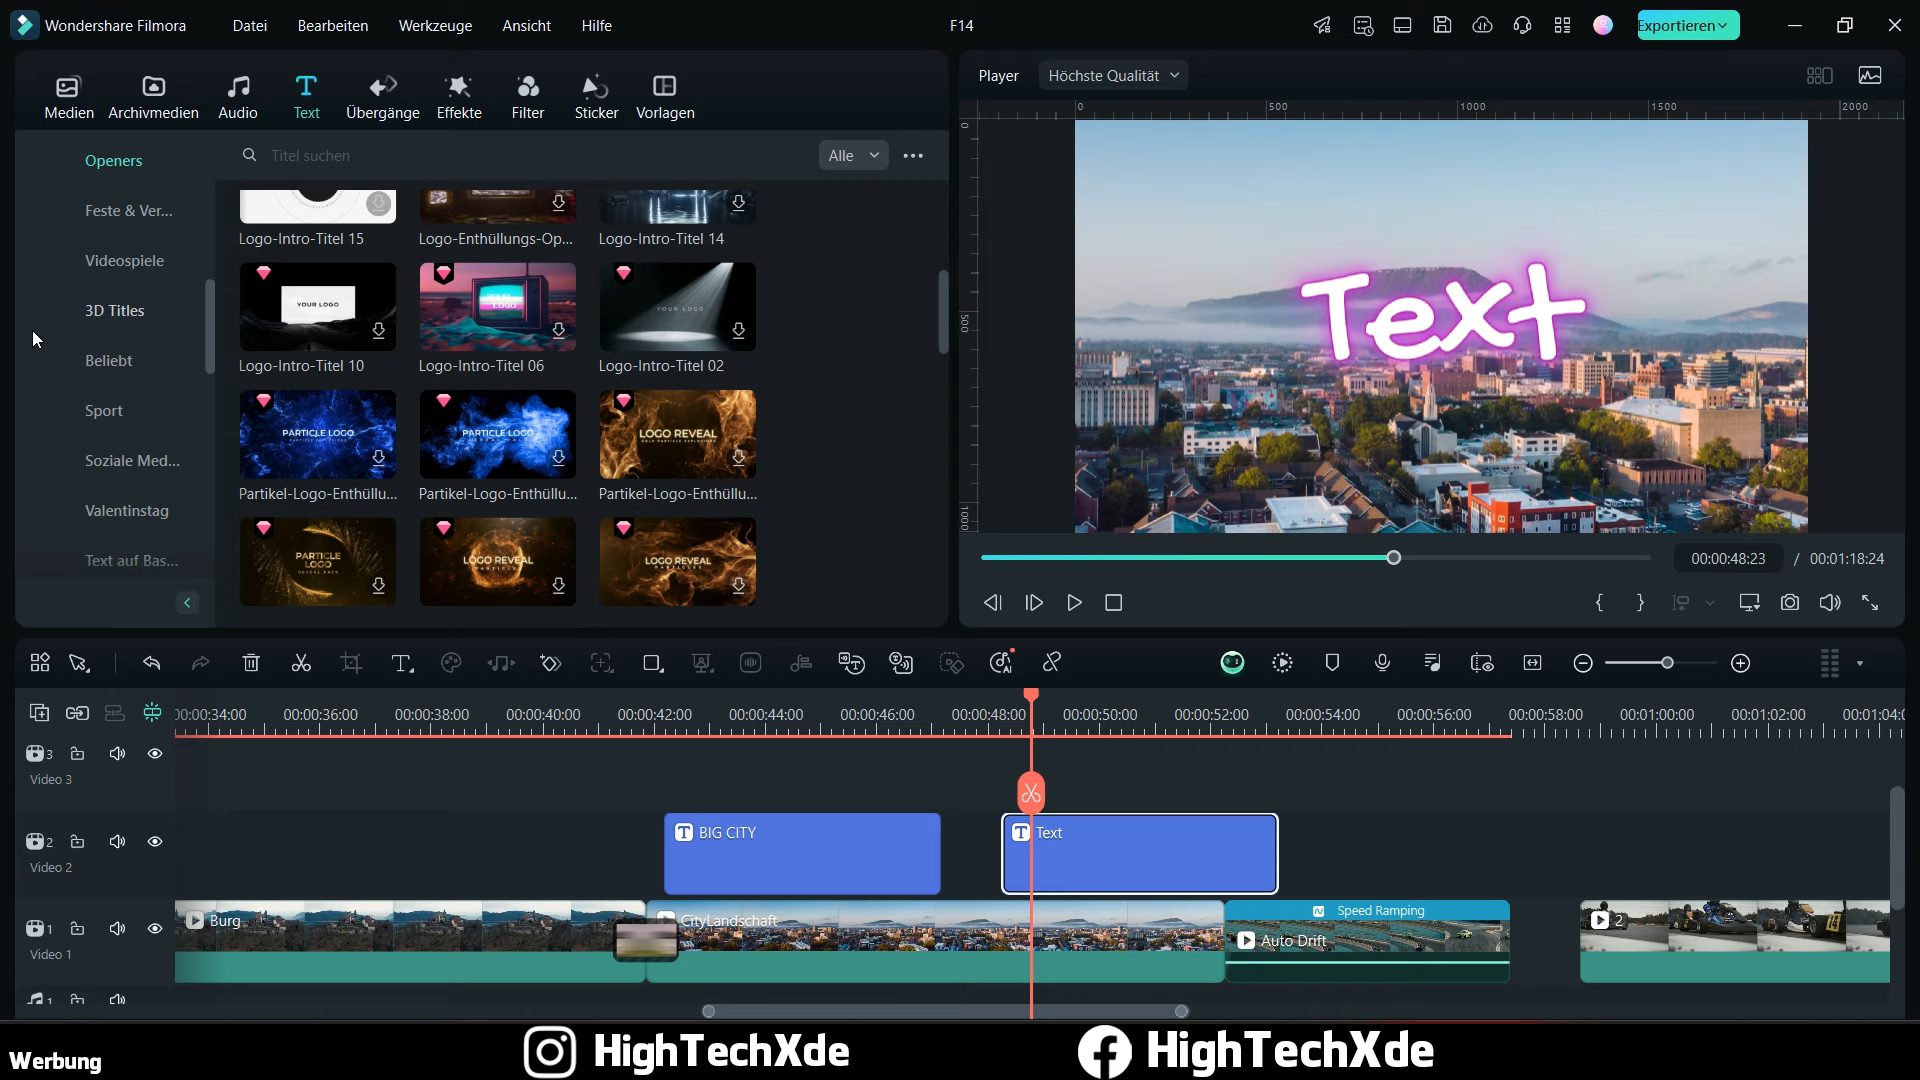 Wondershare Filmora
Datei
Bearbeiten
Werkzeuge
Ansicht
Hilfe
F14
Exportieren
Medien
Archivmedien
Audio
Text
Übergänge
Effekte
Filter
Sticker
Vorlagen
Player
Höchste Qualität
Openers
Feste & Ver...
Videospiele
3D Titles
Beliebt
Sport
Soziale Med...
Valentinstag
Text auf Bas...
Titel suchen
Alle
Logo-Intro-Titel 15
Logo-Enthüllungs-Op...
Logo-Intro-Titel 14
YOUR LOGO
YOUR LOGO
Logo-Intro-Titel 10
Logo-Intro-Titel 06
Logo-Intro-Titel 02
PARTICLE LOGO
PARTICLE LOGO
LOGO REVEAL
Partikel-Logo-Enthüllu...
Partikel-Logo-Enthüllu...
Partikel-Logo-Enthüllu...
PARTICLE
LOGO
LOGO REVEAL
LOGO REVEAL
0 500 1000 1500 2000
0
500
1000
Text
00:00:48:23 / 00:01:18:24
00:00:34:00 00:00:36:00 00:00:38:00 00:00:40:00 00:00:42:00 00:00:44:00 00:00:46:00 00:00:48:00 00:00:50:00 00:00:52:00 00:00:54:00 00:00:56:00 00:00:58:00 00:01:00:00 00:01:02:00 00:01:04:0
3
Video 3
2
Video 2
T BIG CITY
T Text
1
Video 1
Burg
CityLandschaft
Speed Ramping
Auto Drift
2
1
Werbung
HighTechXde
HighTechXde